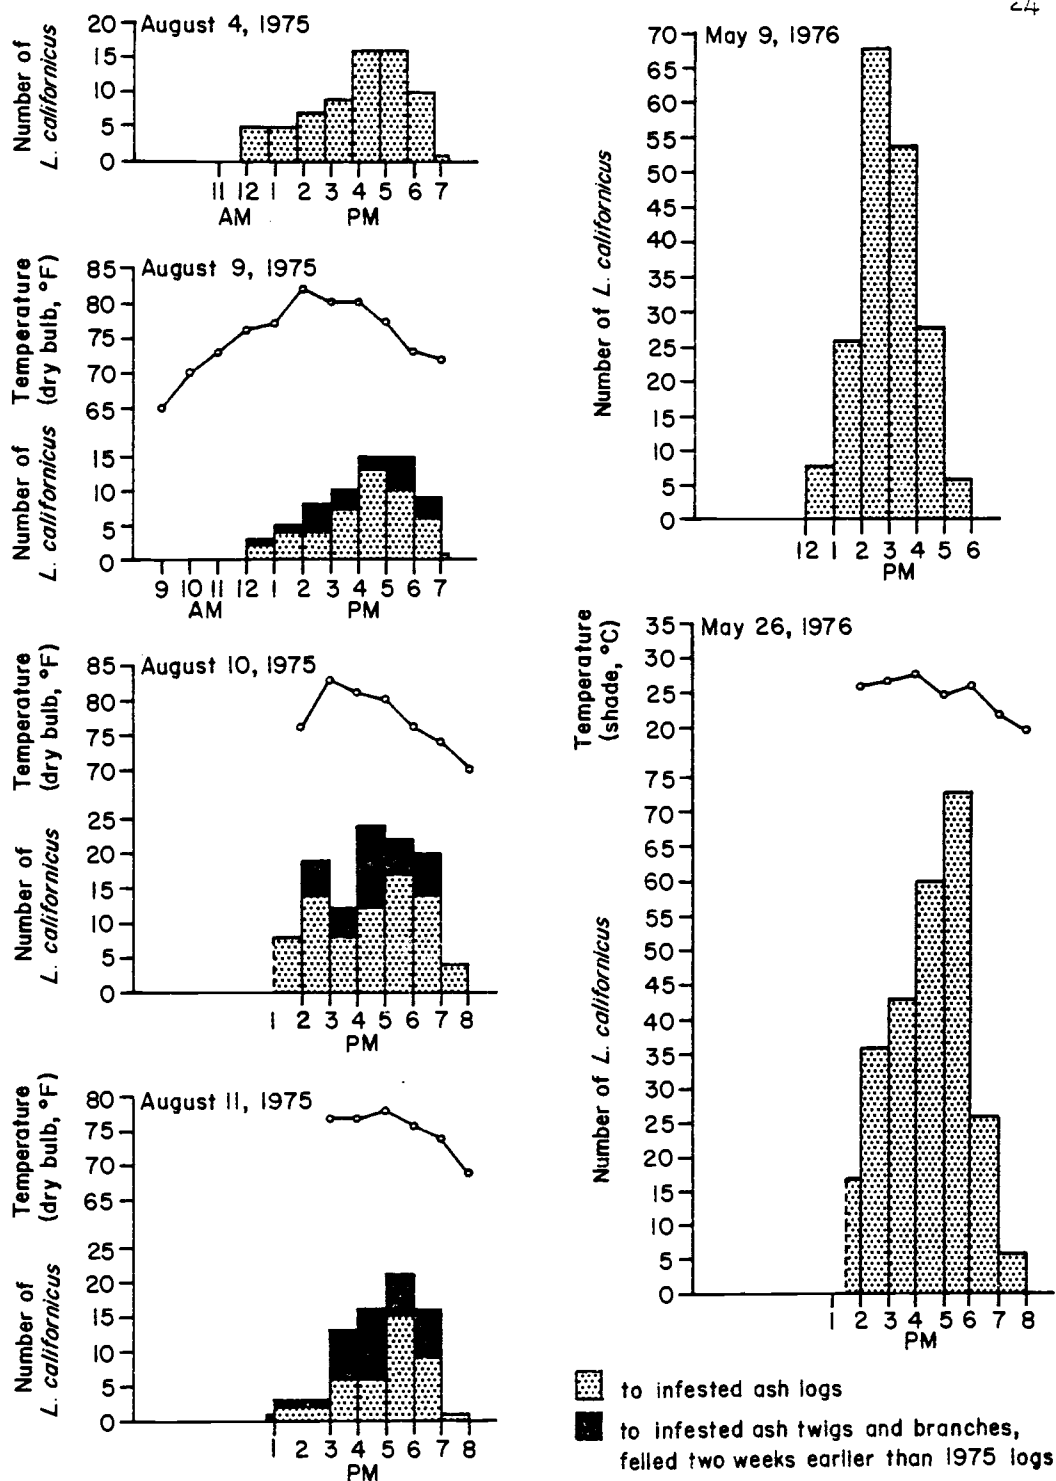 24
August 4, 1975
Number of
L. californicus
20
15
10
5
0
11 12 1 2 3 4 5 6 7
AM PM
August 9, 1975
Temperature
(dry bulb, °F)
85
80
75
70
65
Number of
L. californicus
15
10
5
0
9 10 11 12 1 2 3 4 5 6 7
AM PM
August 10, 1975
Temperature
(dry bulb, °F)
85
80
75
70
Number of
L. californicus
25
20
15
10
5
0
1 2 3 4 5 6 7 8
PM
August 11, 1975
Temperature
(dry bulb, °F)
80
75
70
65
Number of
L. californicus
25
20
15
10
5
0
1 2 3 4 5 6 7 8
PM
May 9, 1976
Number of L. californicus
70
65
60
55
50
45
40
35
30
25
20
15
10
5
0
12 1 2 3 4 5 6
PM
May 26, 1976
Temperature
(shade, °C)
35
30
25
20
Number of L. californicus
75
70
65
60
55
50
45
40
35
30
25
20
15
10
5
0
1 2 3 4 5 6 7 8
PM
to infested ash logs
to infested ash twigs and branches,
felled two weeks earlier than 1975 logs